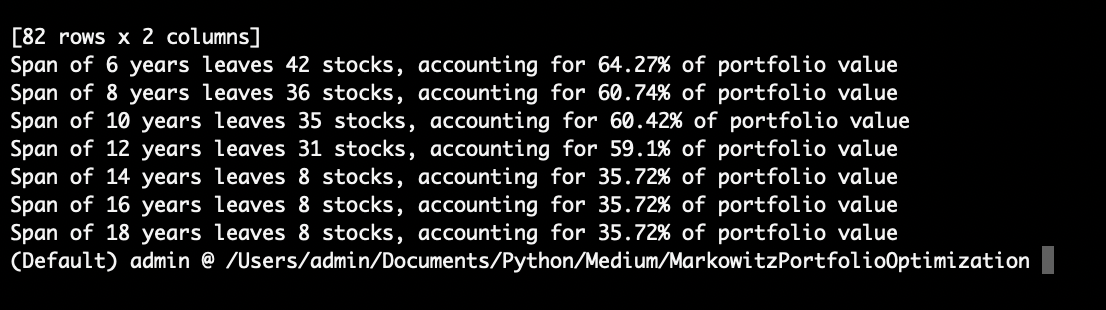 [82 rows x 2 columns]
Span of 6 years leaves 42 stocks, accounting for 64.27% of portfolio value
Span of 8 years leaves 36 stocks, accounting for 60.74% of portfolio value
Span of 10 years leaves 35 stocks, accounting for 60.42% of portfolio value
Span of 12 years leaves 31 stocks, accounting for 59.1% of portfolio value
Span of 14 years leaves 8 stocks, accounting for 35.72% of portfolio value
Span of 16 years leaves 8 stocks, accounting for 35.72% of portfolio value
Span of 18 years leaves 8 stocks, accounting for 35.72% of portfolio value
(Default) admin @ /Users/admin/Documents/Python/Medium/MarkowitzPortfolioOptimization